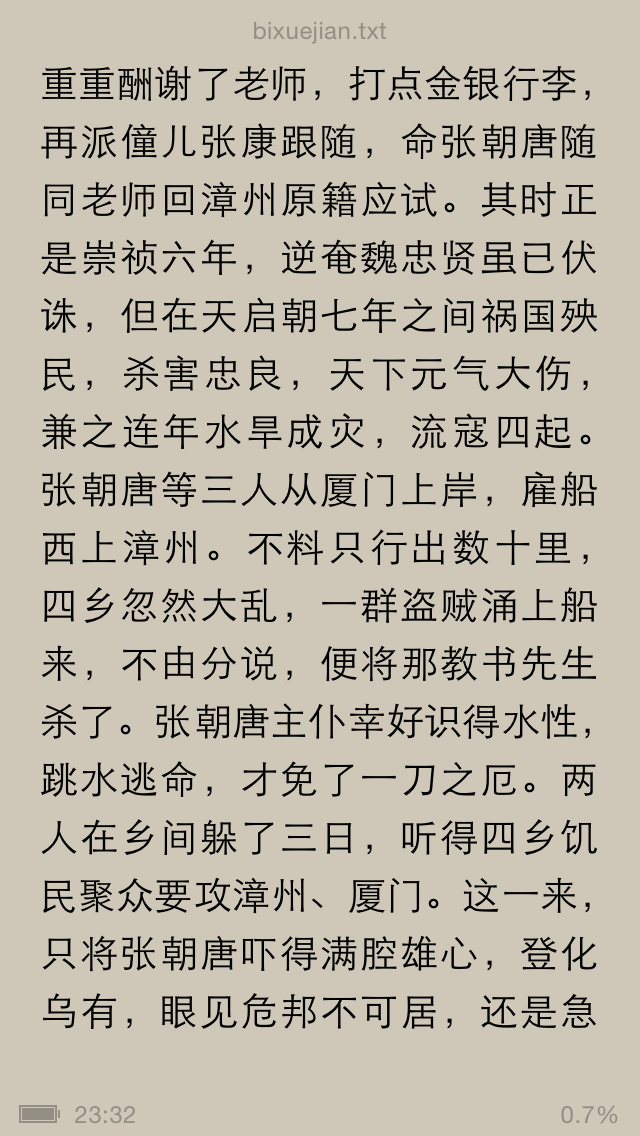 bixuejian.txt
重重酬谢了老师，打点金银行李，
再派僮儿张康跟随，命张朝唐随
同老师回漳州原籍应试。其时正
是崇祯六年，逆奄魏忠贤虽已伏
诛，但在天启朝七年之间祸国殃
民，杀害忠良，天下元气大伤，
兼之连年水旱成灾，流寇四起。
张朝唐等三人从厦门上岸，雇船
西上漳州。不料只行出数十里，
四乡忽然大乱，一群盗贼涌上船
来，不由分说，便将那教书先生
杀了。张朝唐主仆幸好识得水性，
跳水逃命，才免了一刀之厄。两
人在乡间躲了三日，听得四乡饥
民聚众要攻漳州、厦门。这一来，
只将张朝唐吓得满腔雄心，登化
乌有，眼见危邦不可居，还是急
23:32
0.7%